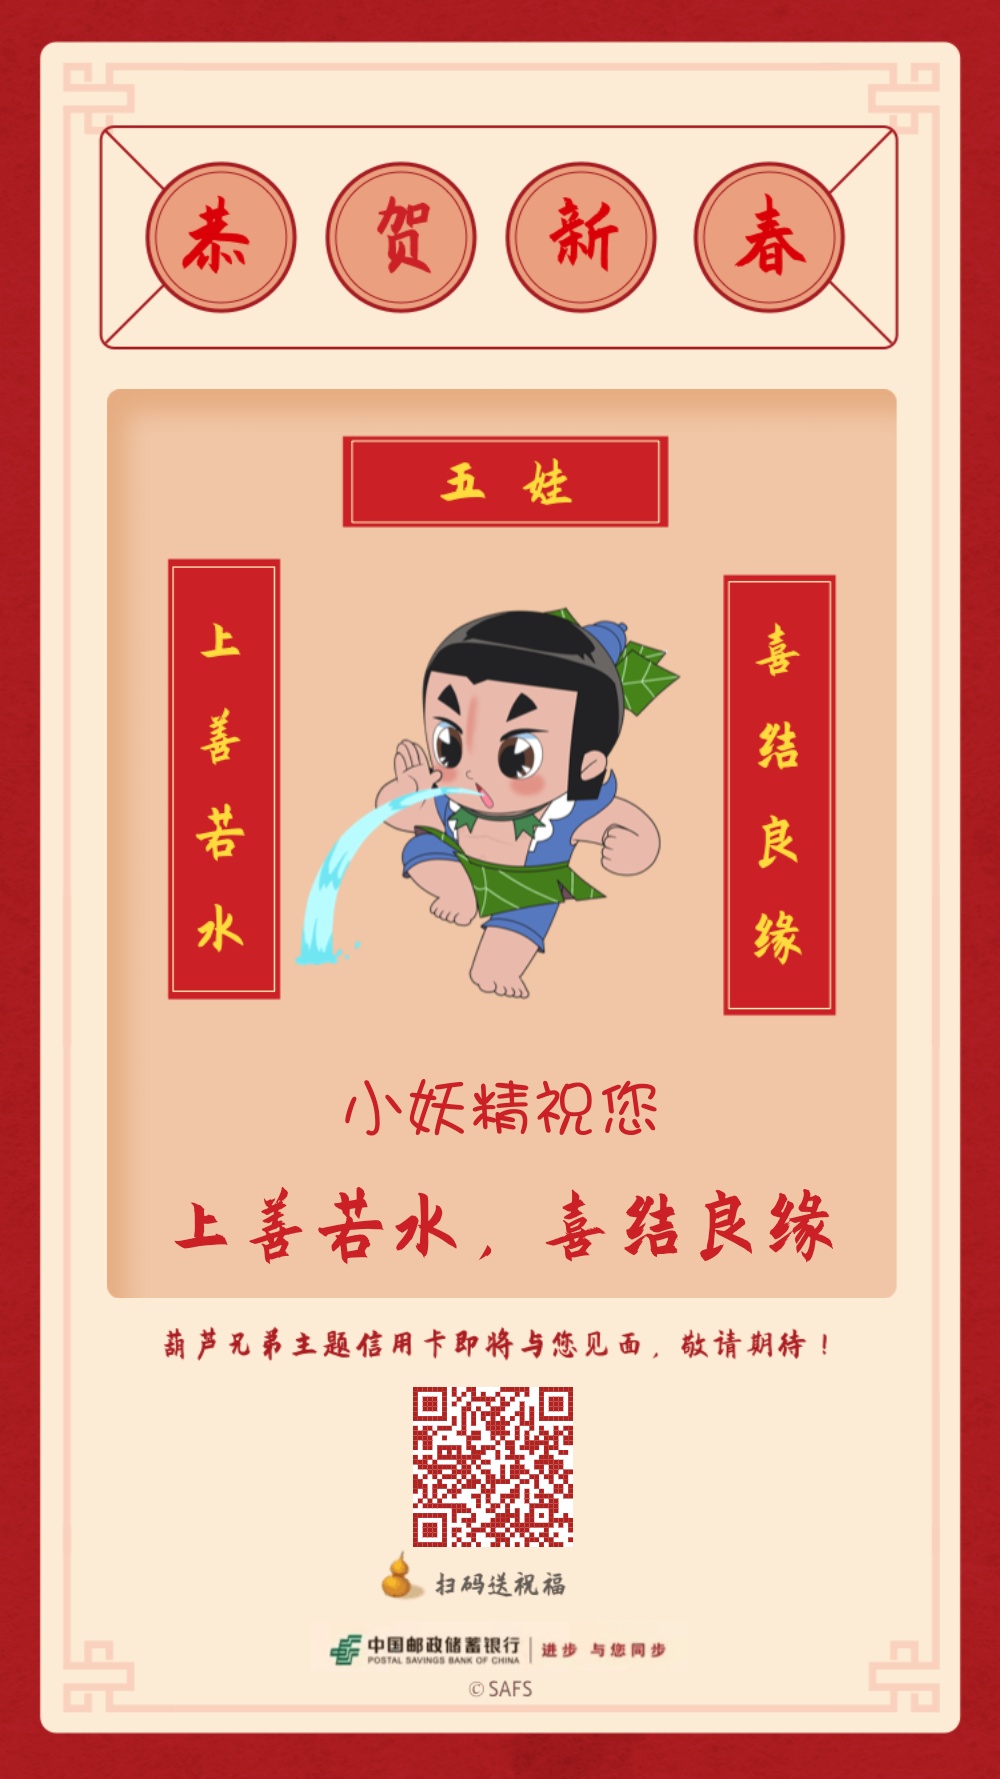 恭贺新春
五娃
上善若水
喜结良缘
小妖精祝您
上善若水，喜结良缘
葫芦兄弟主题信用卡即将与您见面，敬请期待！
扫码送祝福
中国邮政储蓄银行
POSTAL SAVINGS BANK OF CHINA
进步 与您同步
©SAFS